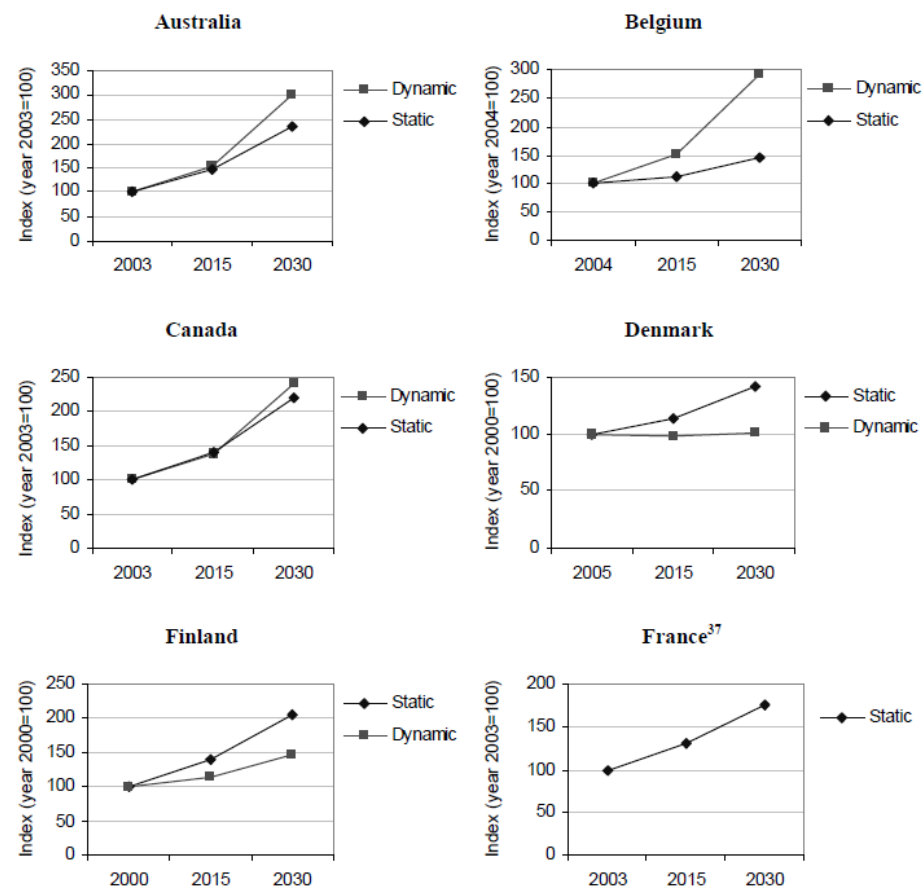 Australia
350
300
250
200
150
100
50
0
Index (year 2003=100)
2003 2015 2030
Dynamic
Static
Belgium
300
250
200
150
100
50
0
Index (year 2004=100)
2004 2015 2030
Dynamic
Static
Canada
250
200
150
100
50
0
Index (year 2003=100)
2003 2015 2030
Dynamic
Static
Denmark
150
100
50
0
Index (year 2000=100)
2005 2015 2030
Static
Dynamic
Finland
250
200
150
100
50
0
Index (year 2000=100)
2000 2015 2030
Static
Dynamic
France37
200
150
100
50
0
Index (year 2003=100)
2003 2015 2030
Static